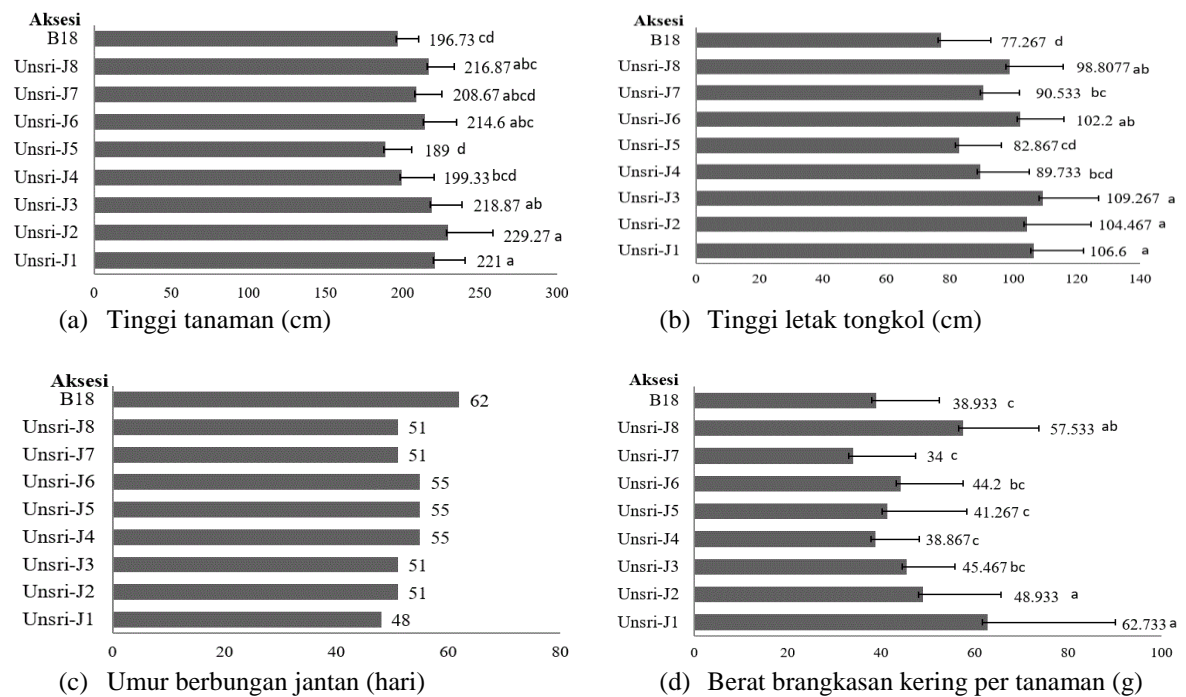 Aksesi
B18 196.73 cd
Unsri-J8 216.87 abc
Unsri-J7 208.67 abcd
Unsri-J6 214.6 abc
Unsri-J5 189 d
Unsri-J4 199.33 bcd
Unsri-J3 218.87 ab
Unsri-J2 229.27 a
Unsri-J1 221 a
0 50 100 150 200 250 300
(a) Tinggi tanaman (cm)
Aksesi
B18 77.267 d
Unsri-J8 98.8077 ab
Unsri-J7 90.533 bc
Unsri-J6 102.2 ab
Unsri-J5 82.867 cd
Unsri-J4 89.733 bcd
Unsri-J3 109.267 a
Unsri-J2 104.467 a
Unsri-J1 106.6 a
0 20 40 60 80 100 120 140
(b) Tinggi letak tongkol (cm)
Aksesi
B18 62
Unsri-J8 51
Unsri-J7 51
Unsri-J6 55
Unsri-J5 55
Unsri-J4 55
Unsri-J3 51
Unsri-J2 51
Unsri-J1 48
0 20 40 60 80
(c) Umur berbungan jantan (hari)
Aksesi
B18 38.933 c
Unsri-J8 57.533 ab
Unsri-J7 34 c
Unsri-J6 44.2 bc
Unsri-J5 41.267 c
Unsri-J4 38.867 c
Unsri-J3 45.467 bc
Unsri-J2 48.933 a
Unsri-J1 62.733 a
0 20 40 60 80 100
(d) Berat brangkasan kering per tanaman (g)